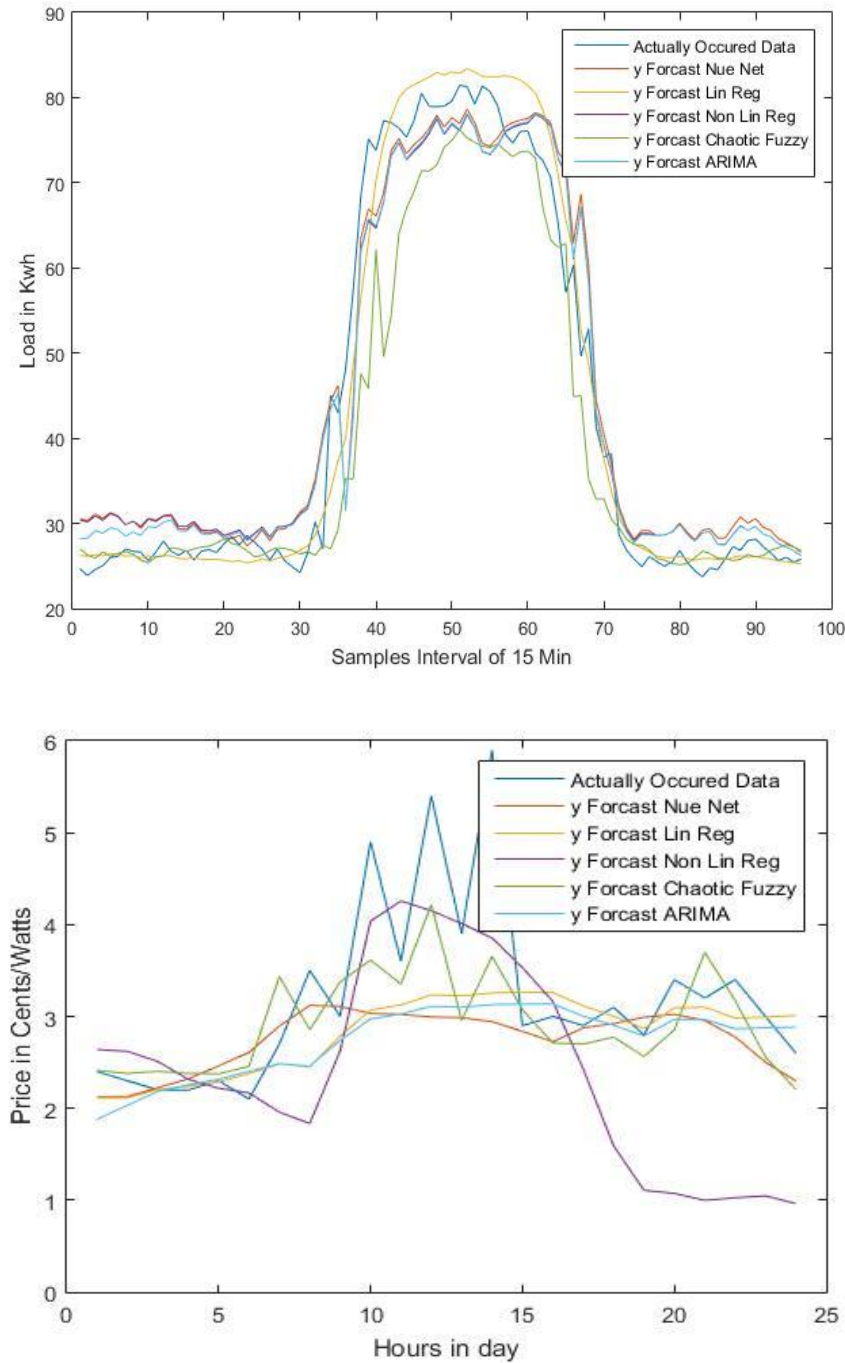 90
80
70
60
50
40
30
20
Load in Kwh
Actually Occured Data
y Forcast Nue Net
y Forcast Lin Reg
y Forcast Non Lin Reg
y Forcast Chaotic Fuzzy
y Forcast ARIMA
0 10 20 30 40 50 60 70 80 90 100
Samples Interval of 15 Min
6
5
4
3
2
1
0
Price in Cents/Watts
Actually Occured Data
y Forcast Nue Net
y Forcast Lin Reg
y Forcast Non Lin Reg
y Forcast Chaotic Fuzzy
y Forcast ARIMA
0 5 10 15 20 25
Hours in day